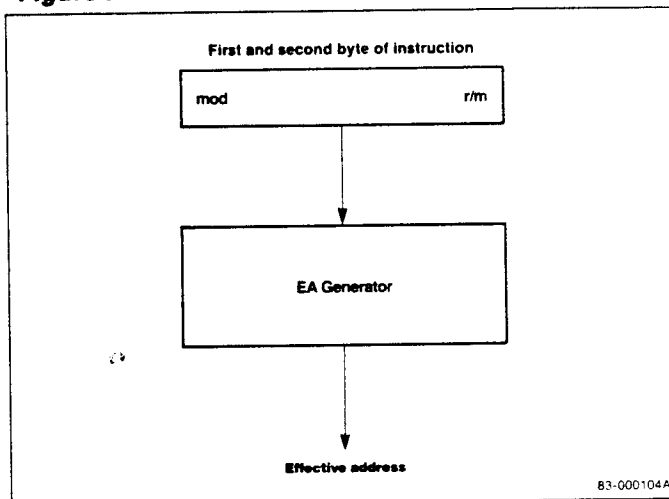 First and second byte of instruction
mod r/m
EA Generator
Effective address
83-000104A